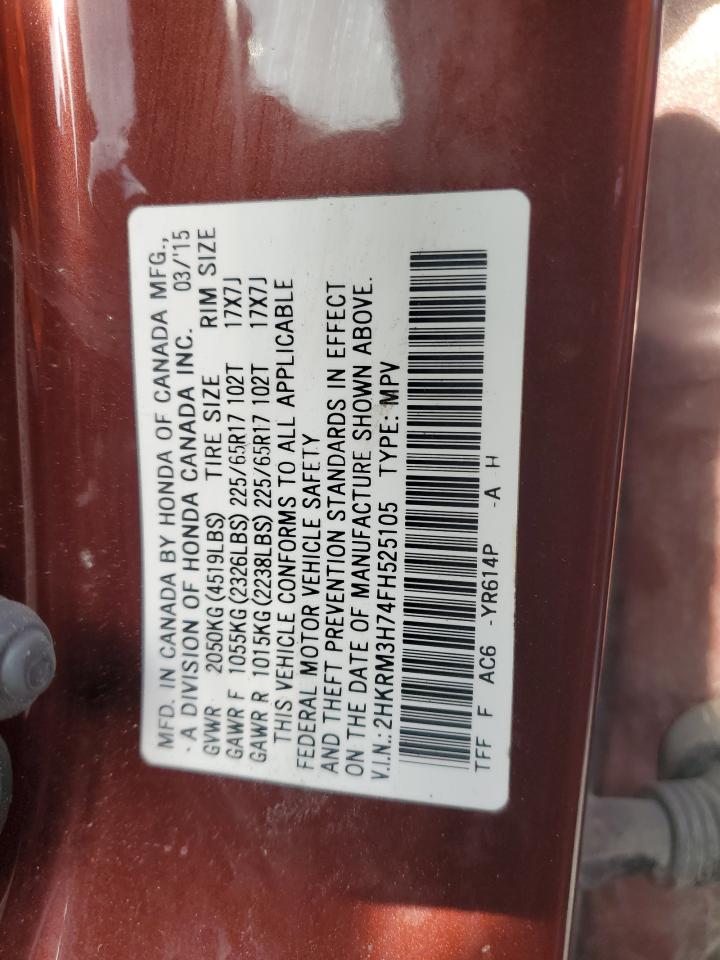 MFD. IN CANADA BY HONDA OF CANADA MFG.,
A DIVISION OF HONDA CANADA INC. 03/'15
GVWR 2050KG (4519LBS) TIRE SIZE RIM SIZE
GAWR F 1055KG (2326LBS) 225/65R17 102T 17X7J
GAWR R 1015KG (2238LBS) 225/65R17 102T 17X7J
THIS VEHICLE CONFORMS TO ALL APPLICABLE
FEDERAL MOTOR VEHICLE SAFETY
AND THEFT PREVENTION STANDARDS IN EFFECT
ON THE DATE OF MANUFACTURE SHOWN ABOVE.
V.I.N.: 2HKRM3H74FH525105 TYPE: MPV
TFF F AC6 -YR614P -A H